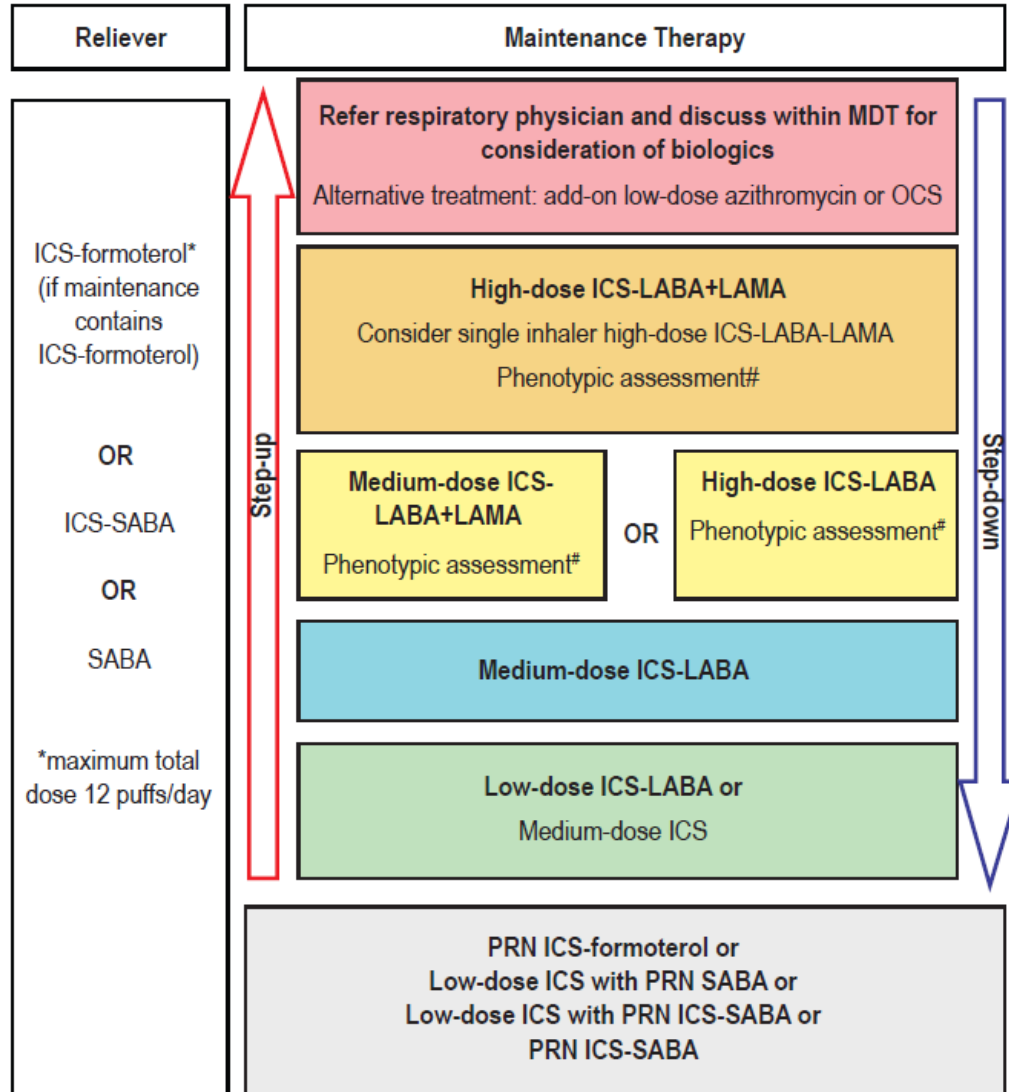 Reliever
Maintenance Therapy
ICS-formoterol*
(if maintenance
contains
ICS-formoterol)
OR
ICS-SABA
OR
SABA
*maximum total
dose 12 puffs/day
Step-up
Refer respiratory physician and discuss within MDT for
consideration of biologics
Alternative treatment: add-on low-dose azithromycin or OCS
High-dose ICS-LABA+LAMA
Consider single inhaler high-dose ICS-LABA-LAMA
Phenotypic assessment#
Medium-dose ICS-
LABA+LAMA
Phenotypic assessment#
OR
High-dose ICS-LABA
Phenotypic assessment#
Medium-dose ICS-LABA
Low-dose ICS-LABA or
Medium-dose ICS
Step-down
PRN ICS-formoterol or
Low-dose ICS with PRN SABA or
Low-dose ICS with PRN ICS-SABA or
PRN ICS-SABA